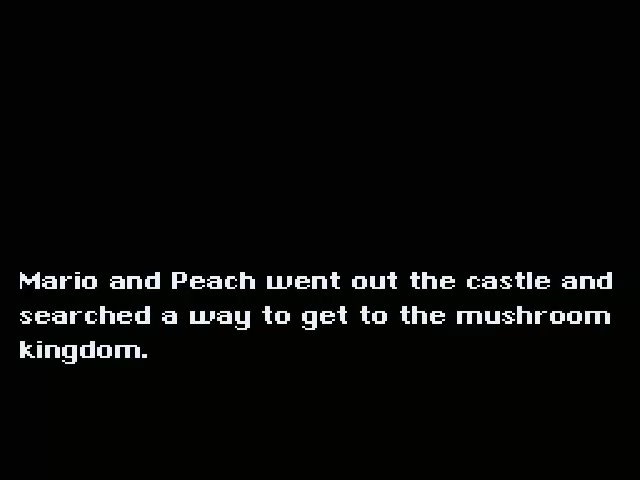 Mario and Peach went out the castle and
searched a way to get to the mushroom
kingdom.